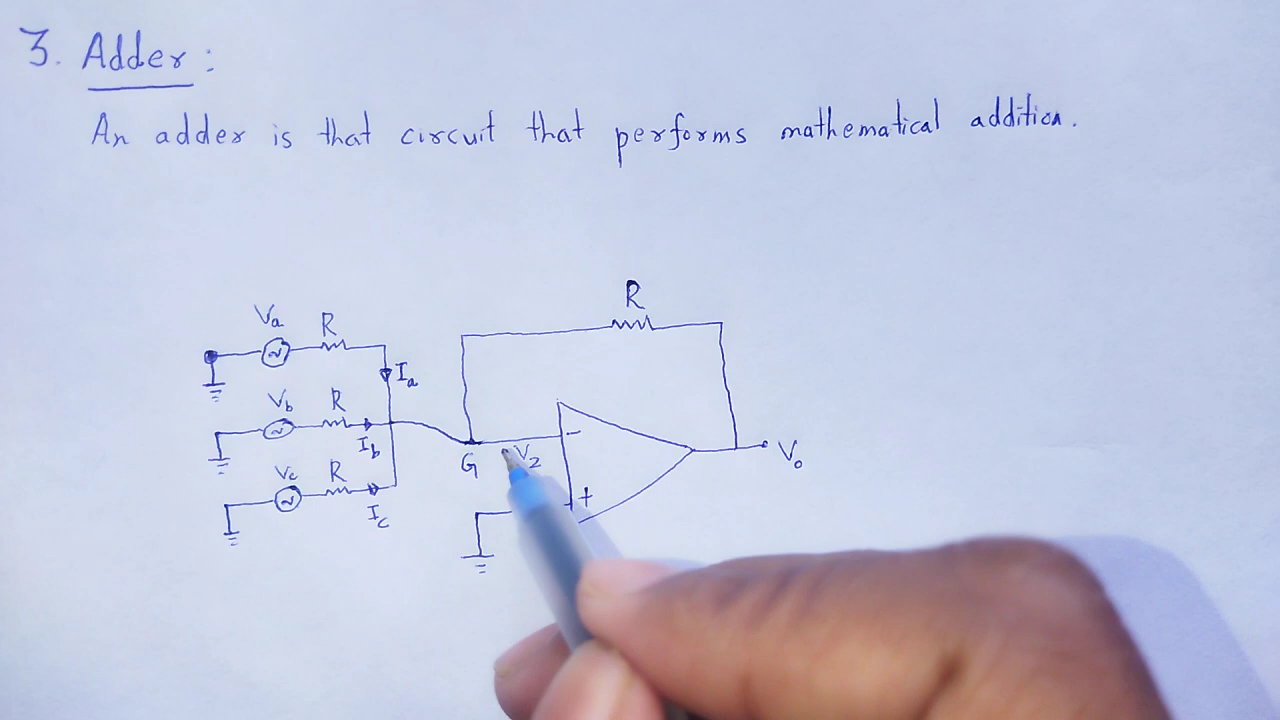 3. Adder :
An adder is that circuit that performs mathematical addition.
R
Va R
Ia
Vb R
Ib
Vc R
Ic
G V2
−
+
Vo